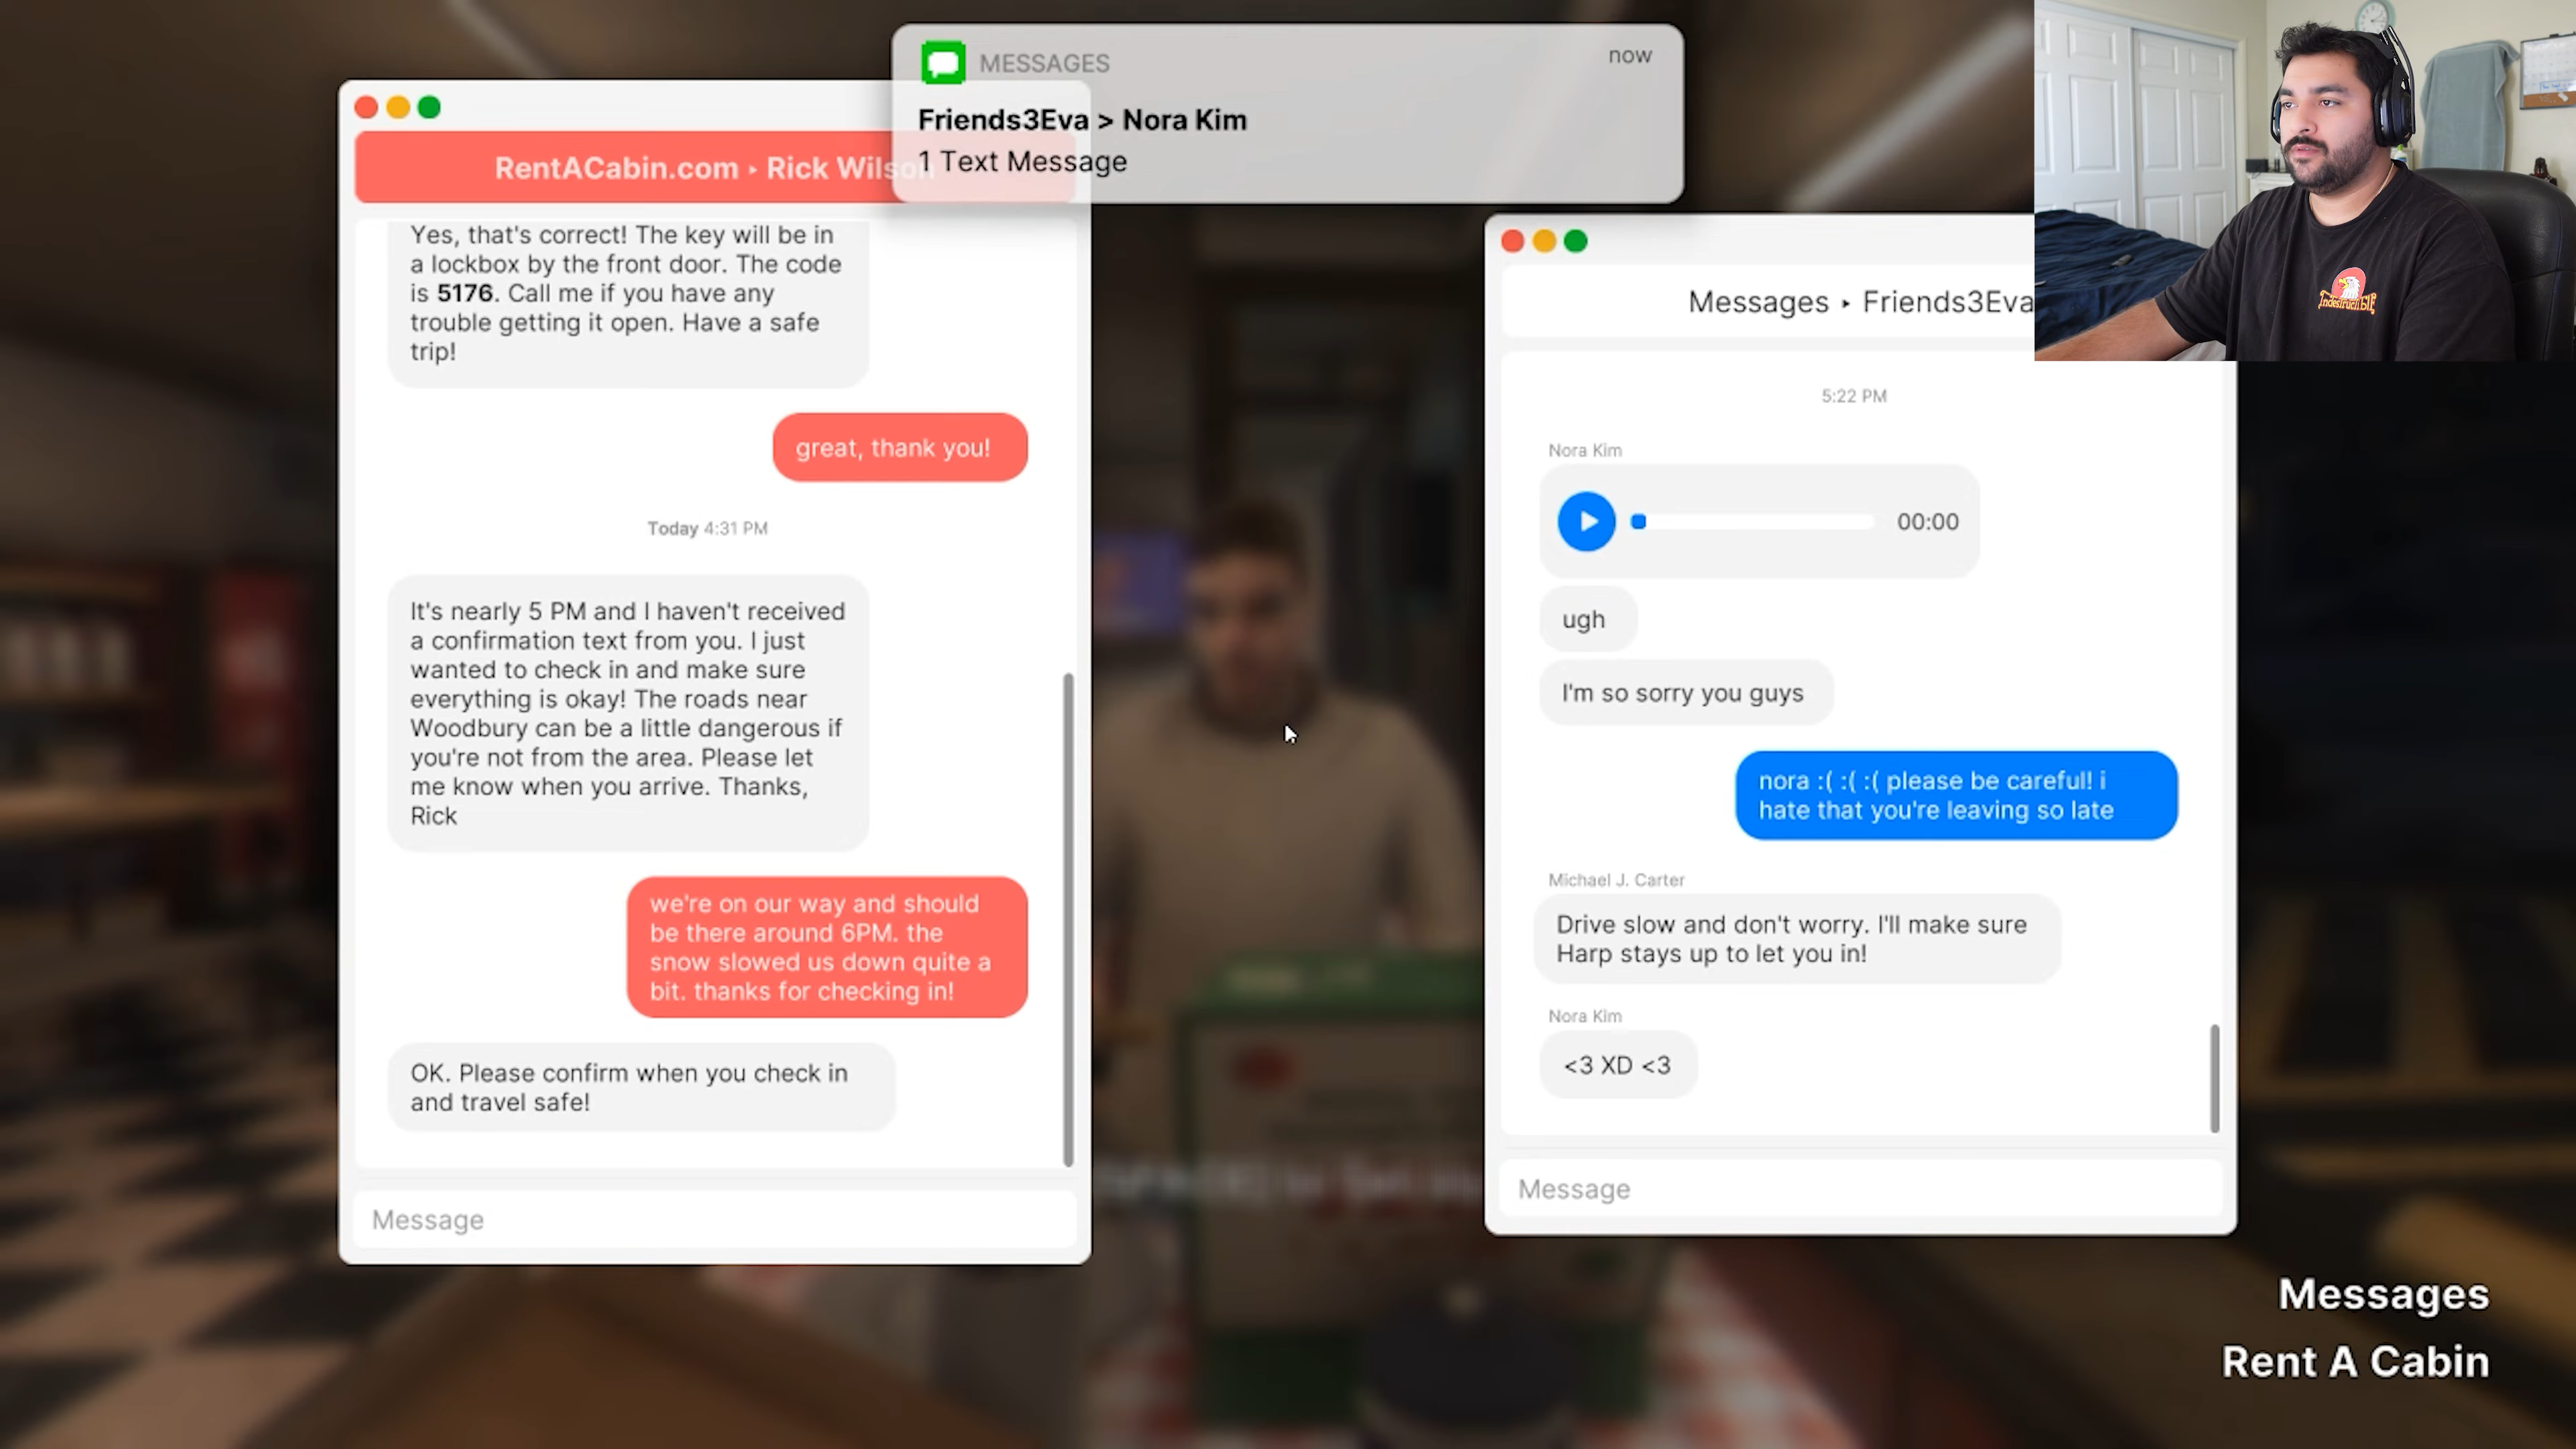 MESSAGES
now
Friends3Eva > Nora Kim
1 Text Message
RentACabin.com ‣ Rick Wilson
Yes, that's correct! The key will be in
a lockbox by the front door. The code
is 5176. Call me if you have any
trouble getting it open. Have a safe
trip!
great, thank you!
Today 4:31 PM
It's nearly 5 PM and I haven't received
a confirmation text from you. I just
wanted to check in and make sure
everything is okay! The roads near
Woodbury can be a little dangerous if
you're not from the area. Please let
me know when you arrive. Thanks,
Rick
we're on our way and should
be there around 6PM. the
snow slowed us down quite a
bit. thanks for checking in!
OK. Please confirm when you check in
and travel safe!
Message
Messages ‣ Friends3Eva
5:22 PM
Nora Kim
00:00
ugh
I'm so sorry you guys
nora :( :( :( please be careful! i
hate that you're leaving so late
Michael J. Carter
Drive slow and don't worry. I'll make sure
Harp stays up to let you in!
Nora Kim
<3 XD <3
Message
Indestructible
Messages
Rent A Cabin